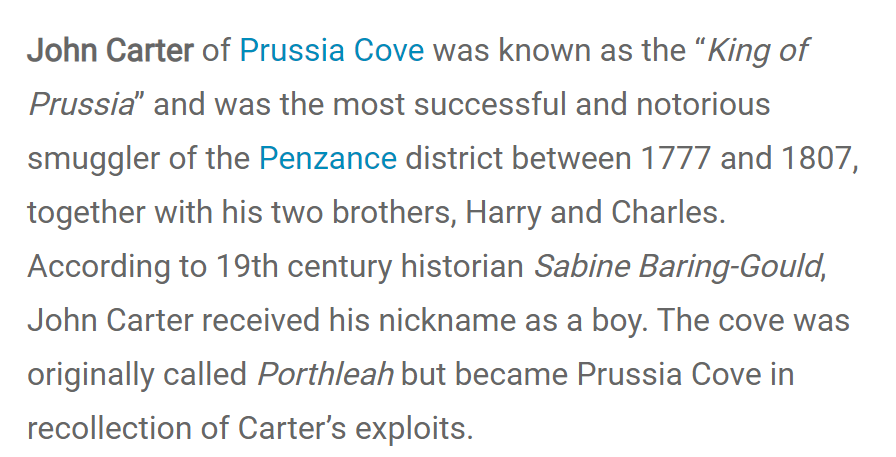 John Carter of Prussia Cove was known as the “King of
Prussia” and was the most successful and notorious
smuggler of the Penzance district between 1777 and 1807,
together with his two brothers, Harry and Charles.
According to 19th century historian Sabine Baring-Gould,
John Carter received his nickname as a boy. The cove was
originally called Porthleah but became Prussia Cove in
recollection of Carter’s exploits.